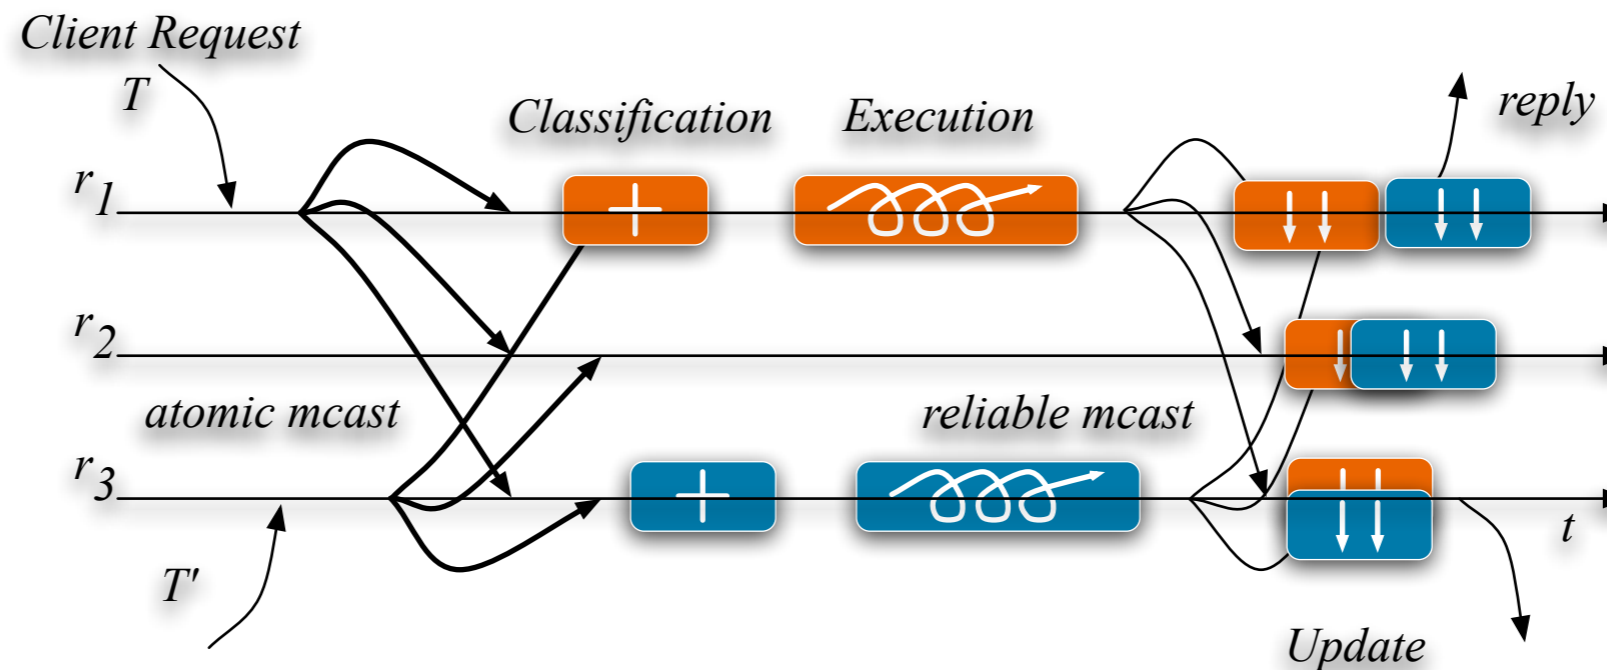 Client Request
T
Classification
Execution
reply
r1
r2
atomic mcast
reliable mcast
r3
t
T'
Update